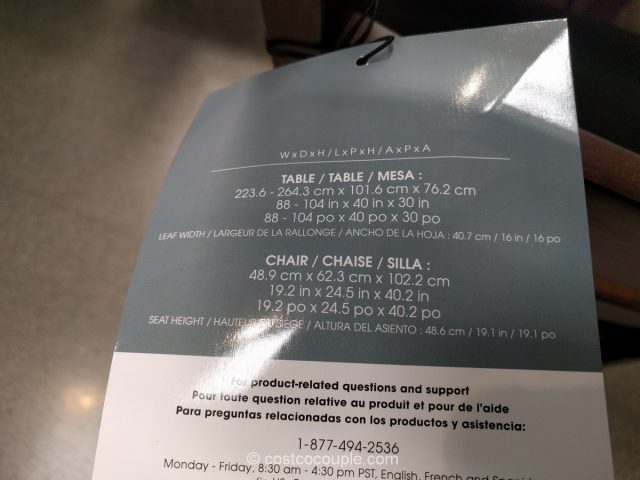 WxDxH/LxPxH/AxPxA
TABLE / TABLE / MESA :
223.6 - 264.3 cm x 101.6 cm x 76.2 cm
88 - 104 in x 40 in x 30 in
88 - 104 po x 40 po x 30 po
LEAF WIDTH / LARGEUR DE LA RALLONGE / ANCHO DE LA HOJA : 40.7 cm / 16 in / 16 po
CHAIR / CHAISE / SILLA :
48.9 cm x 62.3 cm x 102.2 cm
19.2 in x 24.5 in x 40.2 in
19.2 po x 24.5 po x 40.2 po
SEAT HEIGHT / HAUTEUR DU SIÈGE / ALTURA DEL ASIENTO : 48.6 cm / 19.1 in / 19.1 po
For product-related questions and support
Pour toute question relative au produit et pour de l'aide
Para preguntas relacionadas con los productos y asistencia:
1-877-494-2536
© costcocouple.com
Monday - Friday, 8:30 am - 4:30 pm PST, English, French and